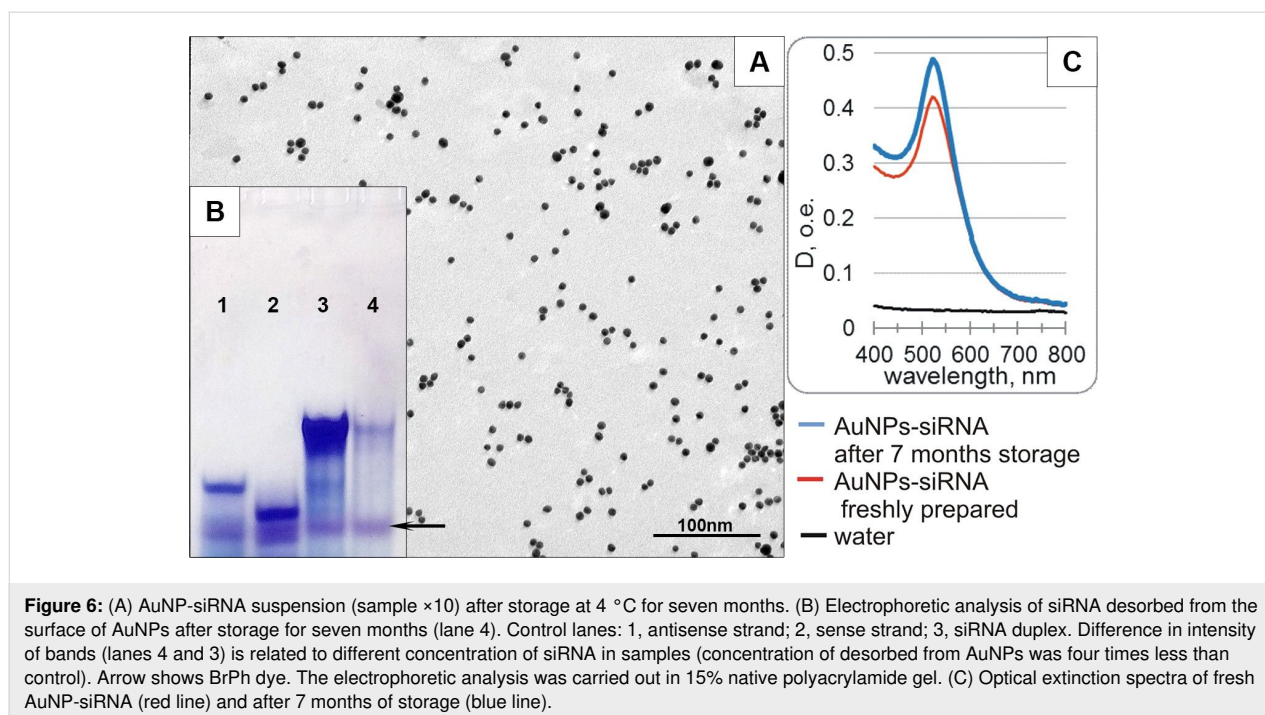 A
B
1 2 3 4
100nm
C
0.5
0.4
0.3
0.2
0.1
0
D, o.e.
400 500 600 700 800
wavelength, nm
AuNPs-siRNA
after 7 months storage
AuNPs-siRNA
freshly prepared
water
Figure 6: (A) AuNP-siRNA suspension (sample ×10) after storage at 4 °C for seven months. (B) Electrophoretic analysis of siRNA desorbed from the
surface of AuNPs after storage for seven months (lane 4). Control lanes: 1, antisense strand; 2, sense strand; 3, siRNA duplex. Difference in intensity
of bands (lanes 4 and 3) is related to different concentration of siRNA in samples (concentration of desorbed from AuNPs was four times less than
control). Arrow shows BrPh dye. The electrophoretic analysis was carried out in 15% native polyacrylamide gel. (C) Optical extinction spectra of fresh
AuNP-siRNA (red line) and after 7 months of storage (blue line).